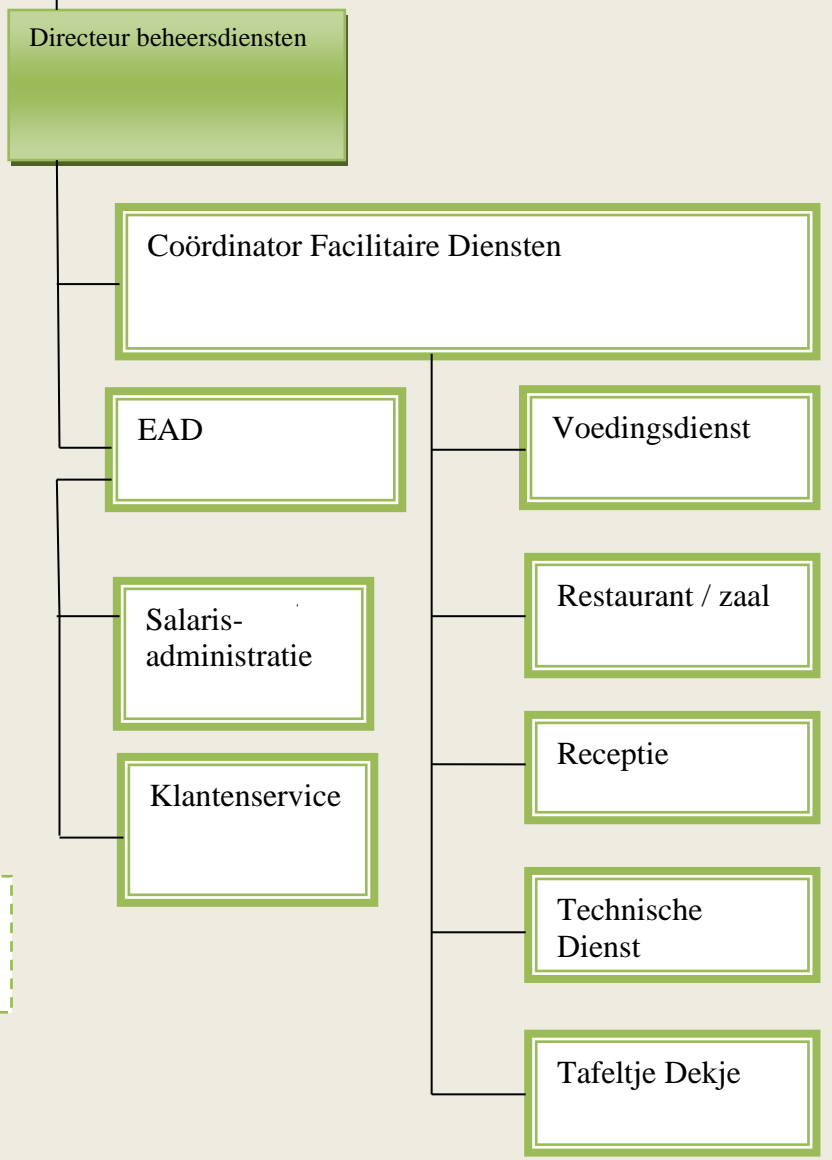 Directeur beheersdiensten
Coördinator Facilitaire Diensten
EAD
Voedingsdienst
Salaris-
administratie
Restaurant / zaal
Klantenservice
Receptie
Technische
Dienst
Tafeltje Dekje